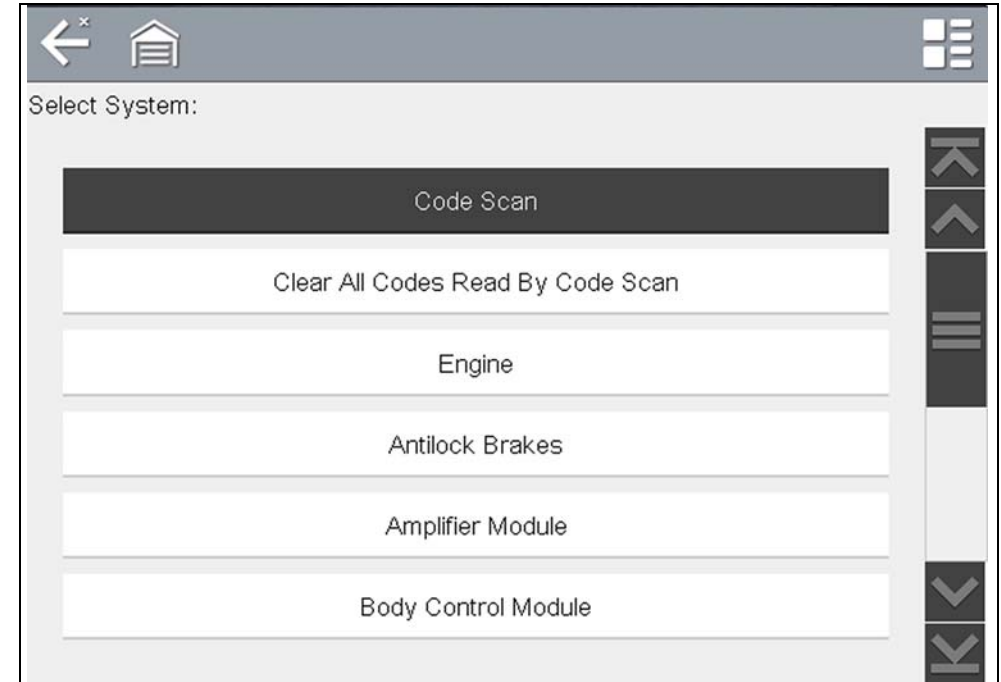 Select System:
Code Scan
Clear All Codes Read By Code Scan
Engine
Antilock Brakes
Amplifier Module
Body Control Module